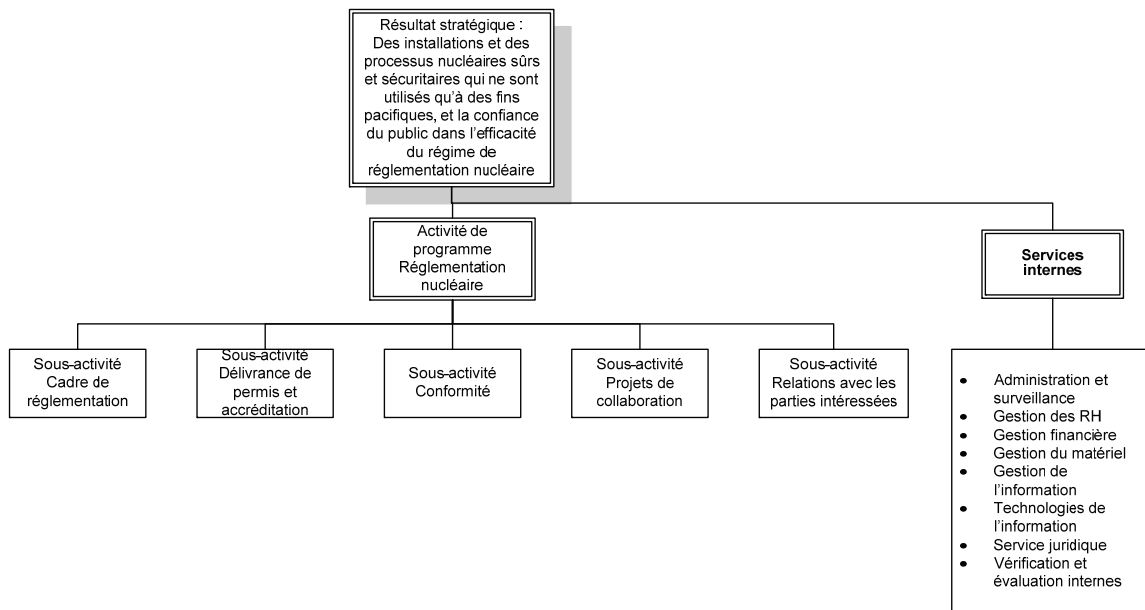 Résultat stratégique :
Des installations et des
processus nucléaires sûrs
et sécuritaires qui ne sont
utilisés qu'à des fins
pacifiques, et la confiance
du public dans l'efficacité
du régime de
réglementation nucléaire
Activité de
programme
Réglementation
nucléaire
Services
internes
Sous-activité
Cadre de
réglementation
Sous-activité
Délivrance de
permis et
accréditation
Sous-activité
Conformité
Sous-activité
Projets de
collaboration
Sous-activité
Relations avec les
parties intéressées
• Administration et
surveillance
• Gestion des RH
• Gestion financière
• Gestion du matériel
• Gestion de
l'information
• Technologies de
l'information
• Service juridique
• Vérification et
évaluation internes